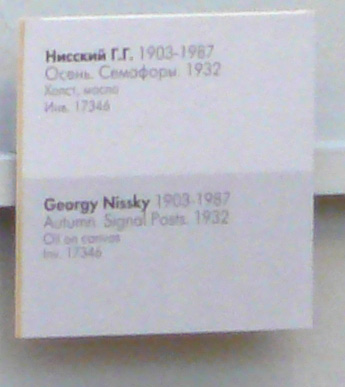 Нисский Г.Г. 1903-1987
Осень. Семафоры. 1932
Холст, масло
Инв. 17346
Georgy Nissky 1903-1987
Autumn. Signal Posts. 1932
Oil on canvas
Inv. 17346